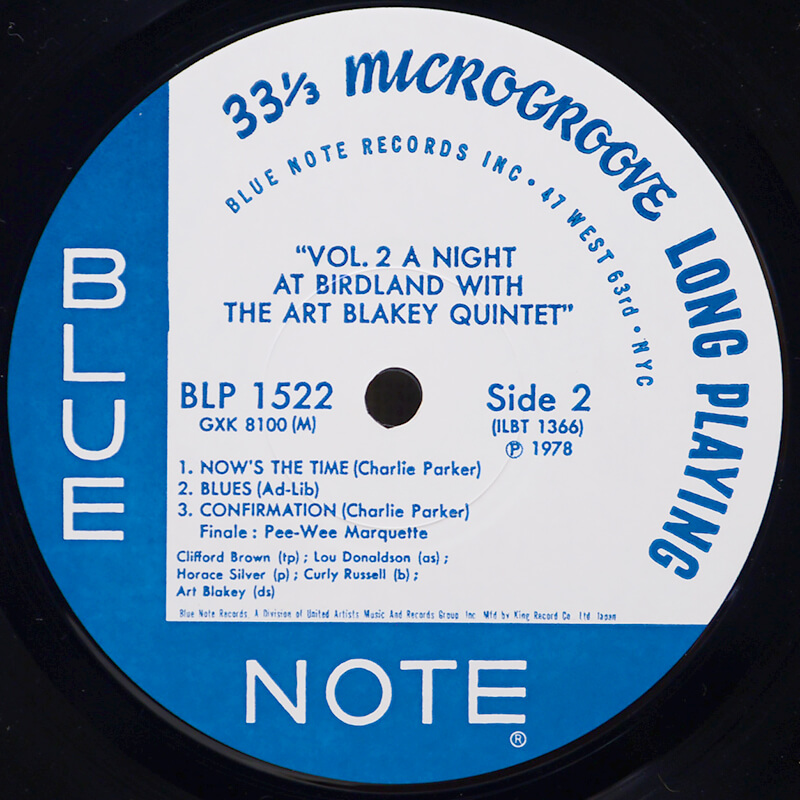 33⅓ MICROGROOVE LONG PLAYING
BLUE NOTE RECORDS INC • 47 WEST 63rd • NYC
"VOL. 2 A NIGHT
AT BIRDLAND WITH
THE ART BLAKEY QUINTET"
BLP 1522 Side 2
GXK 8100 (M) (ILBT 1366)
Ⓟ 1978
1. NOW'S THE TIME (Charlie Parker)
2. BLUES (Ad-Lib)
3. CONFIRMATION (Charlie Parker)
Finale : Pee-Wee Marquette
Clifford Brown (tp) ; Lou Donaldson (as) ;
Horace Silver (p) ; Curly Russell (b) ;
Art Blakey (ds)
Blue Note Records. A Division of United Artists Music And Records Group Inc. Mfd by King Record Co. Ltd Japan
BLUE
NOTE
®